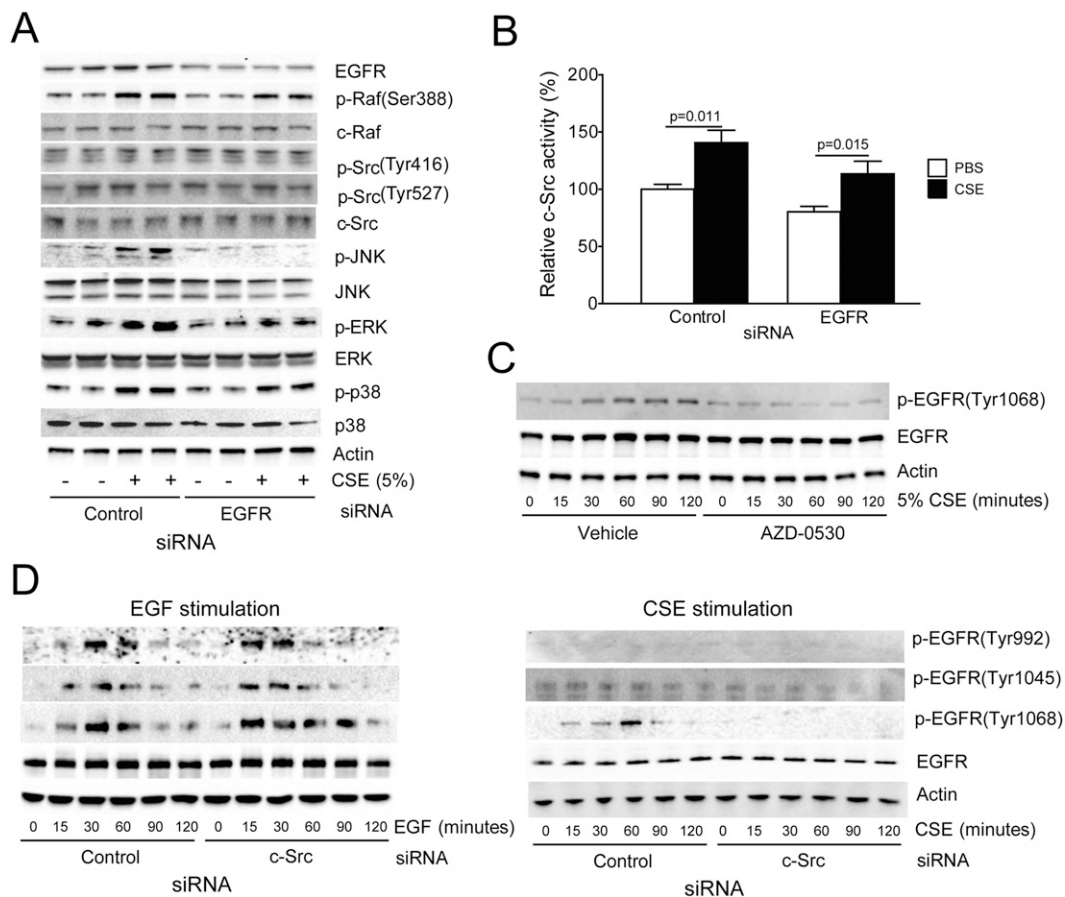 A
EGFR
p-Raf(Ser388)
c-Raf
p-Src(Tyr416)
p-Src(Tyr527)
c-Src
p-JNK
JNK
p-ERK
ERK
p-p38
p38
Actin
- - + + - - + + CSE (5%)
Control EGFR siRNA
siRNA
B
Relative c-Src activity (%)
200
150
100
50
0
p=0.011
p=0.015
PBS
CSE
Control EGFR
siRNA
C
p-EGFR(Tyr1068)
EGFR
Actin
0 15 30 60 90 120 0 15 30 60 90 120 5% CSE (minutes)
Vehicle AZD-0530
D
EGF stimulation
0 15 30 60 90 120 0 15 30 60 90 120 EGF (minutes)
Control c-Src siRNA
siRNA
CSE stimulation
p-EGFR(Tyr992)
p-EGFR(Tyr1045)
p-EGFR(Tyr1068)
EGFR
Actin
0 15 30 60 90 120 0 15 30 60 90 120 CSE (minutes)
Control c-Src siRNA
siRNA